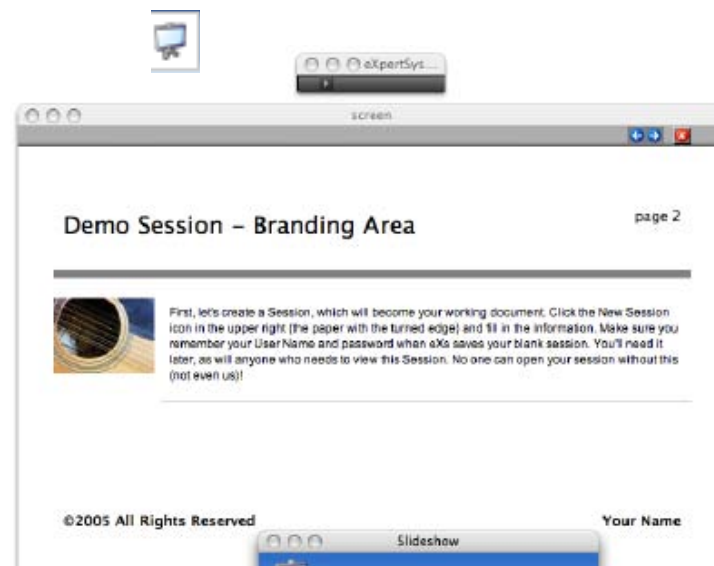 eXpertSys...
screen
Demo Session – Branding Area
page 2
First, let's create a Session, which will become your working document. Click the New Session
icon in the upper right (the paper with the turned edge) and fill in the information. Make sure you
remember your User Name and password when eXs saves your blank session. You'll need it
later, as will anyone who needs to view this Session. No one can open your session without this
(not even us)!
©2005 All Rights Reserved
Your Name
Slideshow